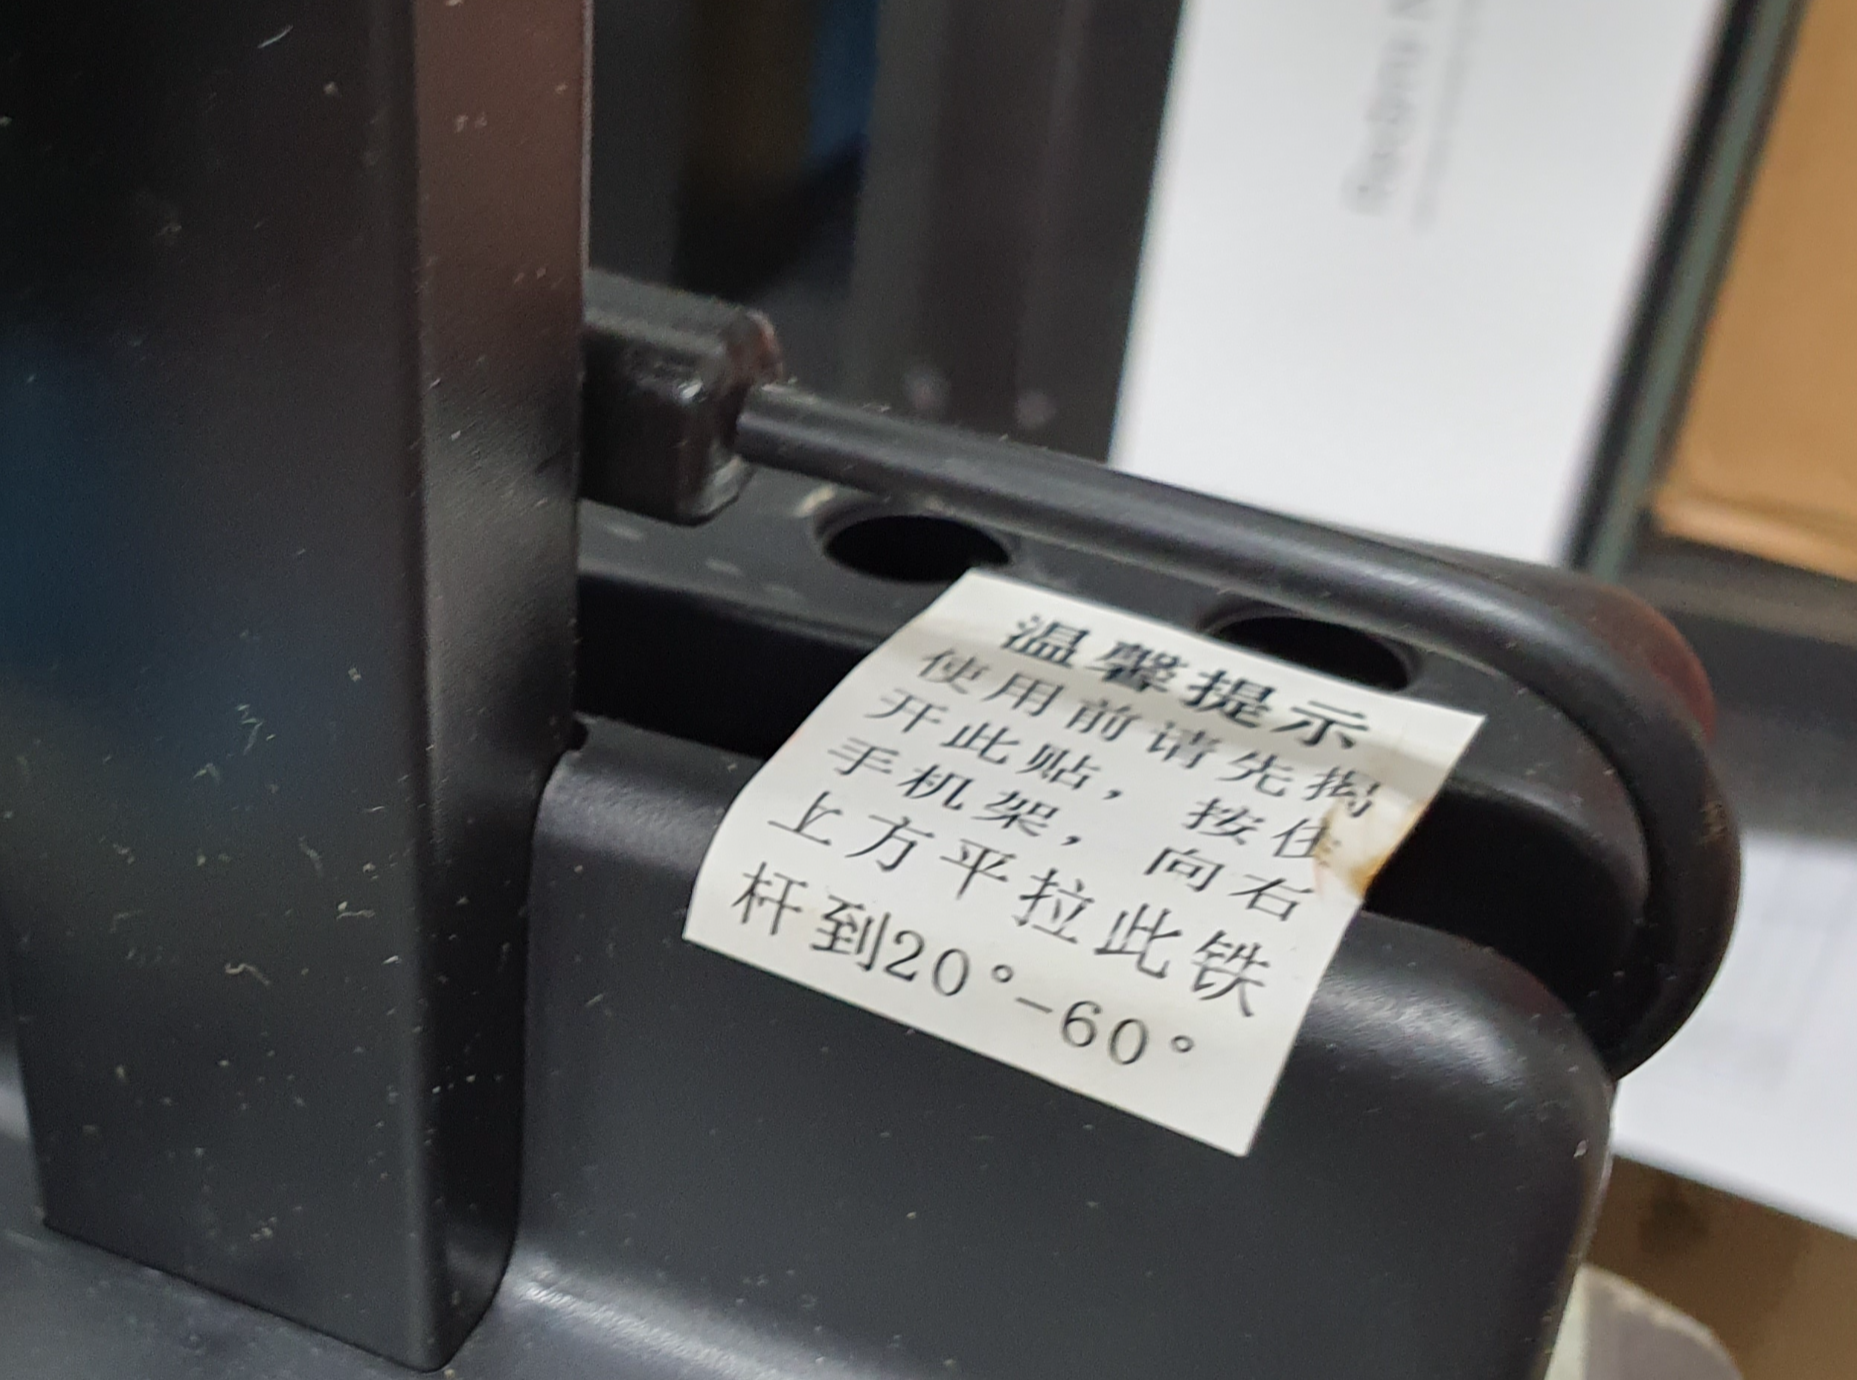 温馨提示
使用前请先揭
开此贴，按住
手机架，向右
上方平拉此铁
杆到20°-60°
Redmi N